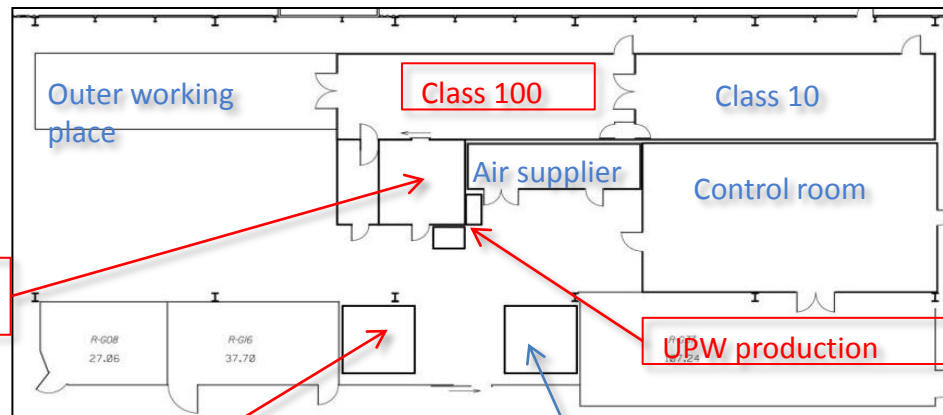 Outer working
place
Class 100
Class 10
Air supplier
Control room
R-G08
27.06
R-G16
37.70
UPW production